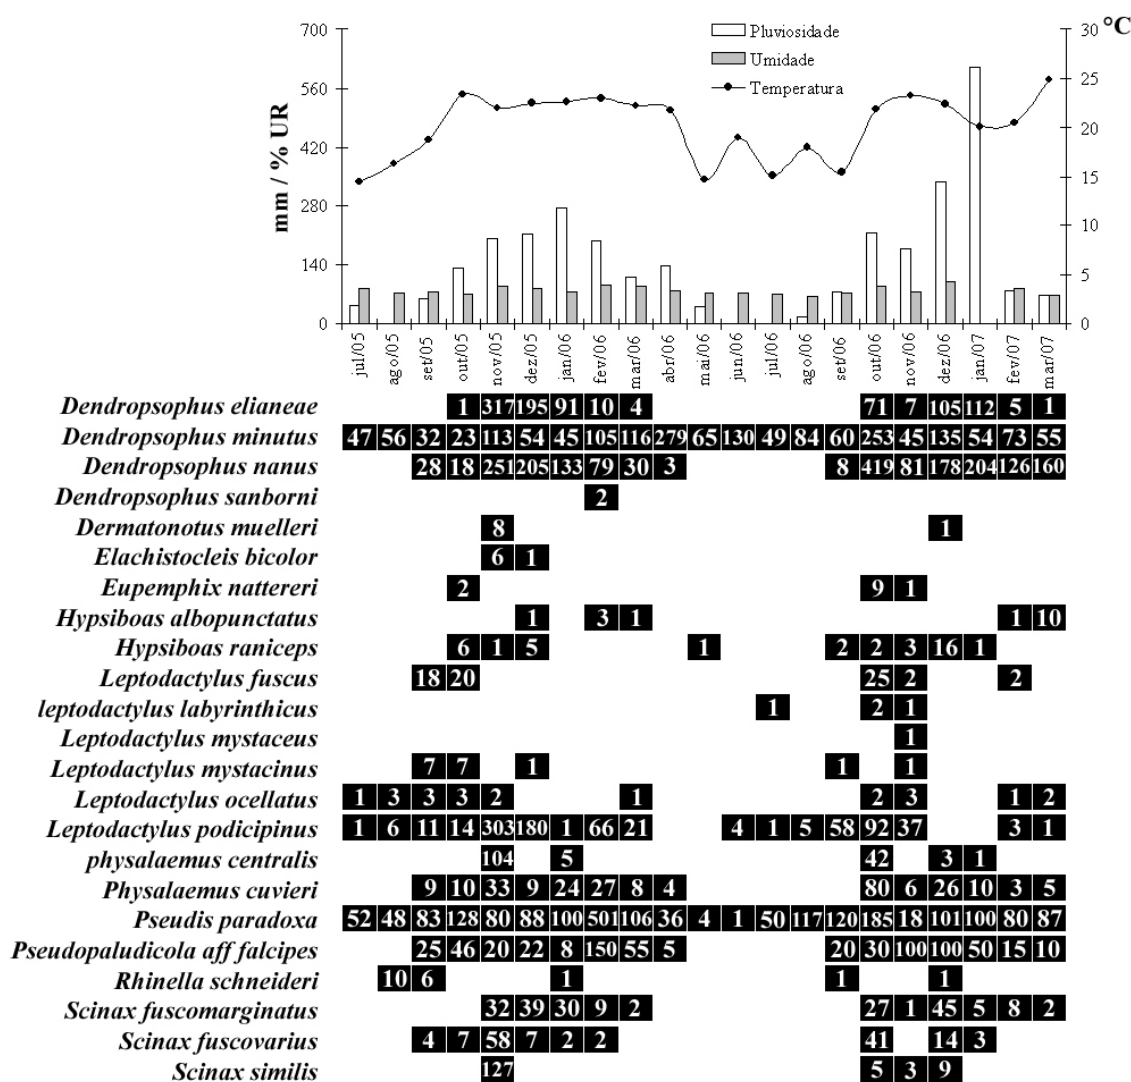 700
30 °C
Pluviosidade
Umidade
Temperatura
560
25
420
20
mm / % UR
280
15
10
140
5
0
0
jul/05 ago/05 set/05 out/05 nov/05 dez/05 jan/06 fev/06 mar/06 abr/06 mai/06 jun/06 jul/06 ago/06 set/06 out/06 nov/06 dez/06 jan/07 fev/07 mar/07
Dendropsophus elianeae 1 317 195 91 10 4 71 7 105 112 5 1
Dendropsophus minutus 47 56 32 23 113 54 45 105 116 279 65 130 49 84 60 253 45 135 54 73 55
Dendropsophus nanus 28 18 251 205 133 79 30 3 8 419 81 178 204 126 160
Dendropsophus sanborni 2
Dermatonotus muelleri 8 1
Elachistocleis bicolor 6 1
Eupemphix nattereri 2 9 1
Hypsiboas albopunctatus 1 3 1 1 10
Hypsiboas raniceps 6 1 5 1 2 2 3 16 1
Leptodactylus fuscus 18 20 25 2 2
leptodactylus labyrinthicus 1 2 1
Leptodactylus mystaceus 1
Leptodactylus mystacinus 7 7 1 1 1
Leptodactylus ocellatus 1 3 3 3 2 1 2 3 1 2
Leptodactylus podicipinus 1 6 11 14 303 180 1 66 21 4 1 5 58 92 37 3 1
physalaemus centralis 104 5 42 3 1
Physalaemus cuvieri 9 10 33 9 24 27 8 4 80 6 26 10 3 5
Pseudis paradoxa 52 48 83 128 80 88 100 501 106 36 4 1 50 117 120 185 18 101 100 80 87
Pseudopaludicola aff falcipes 25 46 20 22 8 150 55 5 20 30 100 100 50 15 10
Rhinella schneideri 10 6 1 1 1
Scinax fuscomarginatus 32 39 30 9 2 27 1 45 5 8 2
Scinax fuscovarius 4 7 58 7 2 2 41 14 3
Scinax similis 127 5 3 9